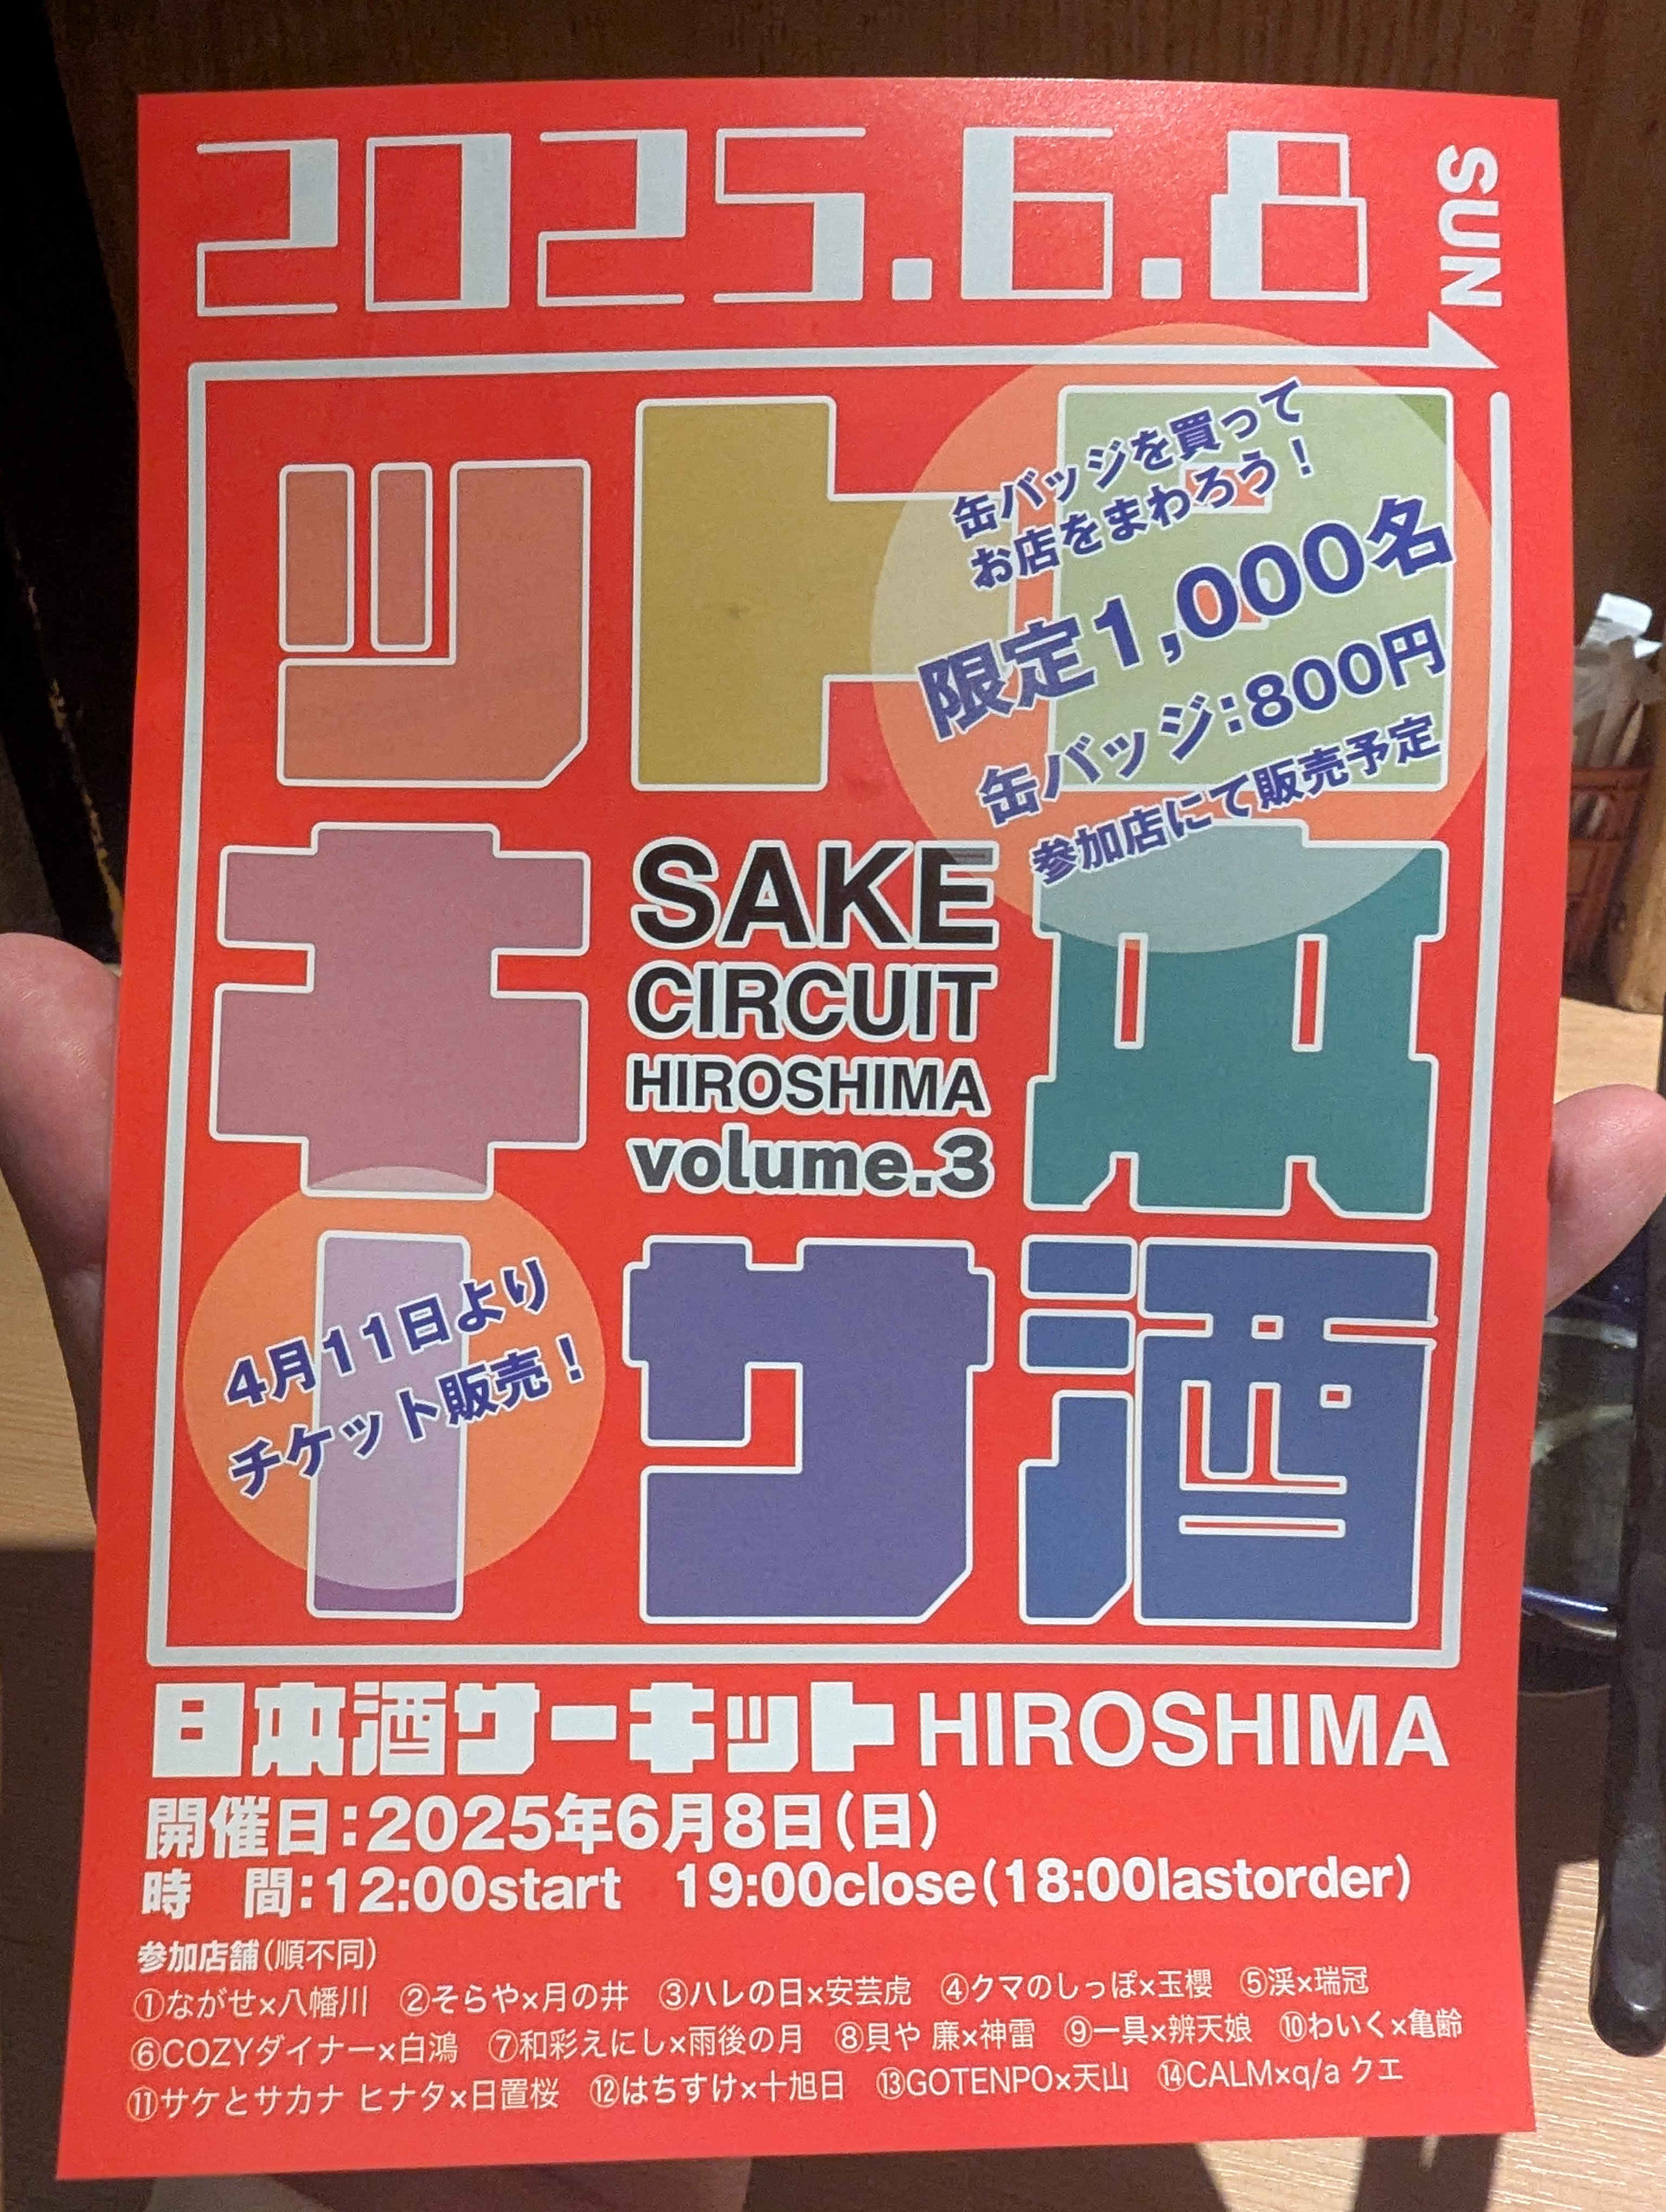 2025.6.8 SUN
缶バッジを買って
お店をまわろう！
限定1,000名
缶バッジ：800円
参加店にて販売予定
日本酒サーキット
SAKE
CIRCUIT
HIROSHIMA
volume.3
4月11日より
チケット販売！
日本酒サーキット HIROSHIMA
開催日：2025年6月8日（日）
時　間：12:00start　19:00close（18:00lastorder）
参加店舗（順不同）
①ながせ×八幡川　②そらや×月の井　③ハレの日×安芸虎　④クマのしっぽ×玉櫻　⑤渓×瑞冠
⑥COZYダイナー×白鴻　⑦和彩えにし×雨後の月　⑧貝や 廉×神雷　⑨一具×辨天娘　⑩わいく×亀齢
⑪サケとサカナ ヒナタ×日置桜　⑫はちすけ×十旭日　⑬GOTENPO×天山　⑭CALM×q/a クエ